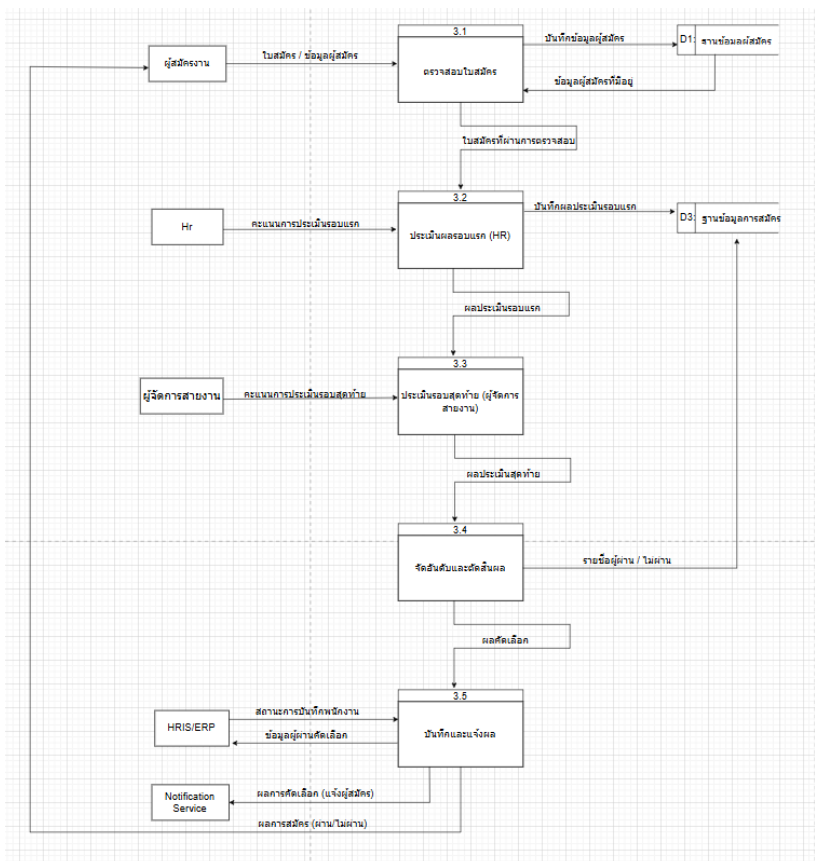 3.1
บันทึกข้อมูลผู้สมัคร
D1:
ฐานข้อมูลผู้สมัคร
ผู้สมัครงาน
ใบสมัคร / ข้อมูลผู้สมัคร
ตรวจสอบใบสมัคร
ข้อมูลผู้สมัครที่มีอยู่
ใบสมัครที่ผ่านการตรวจสอบ
3.2
บันทึกผลประเมินรอบแรก
D3:
ฐานข้อมูลการสมัคร
Hr
คะแนนการประเมินรอบแรก
ประเมินผลรอบแรก (HR)
ผลประเมินรอบแรก
3.3
ผู้จัดการสายงาน
คะแนนการประเมินรอบสุดท้าย
ประเมินรอบสุดท้าย (ผู้จัดการ
สายงาน)
ผลประเมินสุดท้าย
3.4
จัดอันดับและตัดสินผล
รายชื่อผู้ผ่าน / ไม่ผ่าน
ผลคัดเลือก
3.5
HRIS/ERP
สถานะการบันทึกพนักงาน
ข้อมูลผู้ผ่านคัดเลือก
บันทึกและแจ้งผล
Notification
Service
ผลการคัดเลือก (แจ้งผู้สมัคร)
ผลการสมัคร (ผ่าน/ไม่ผ่าน)